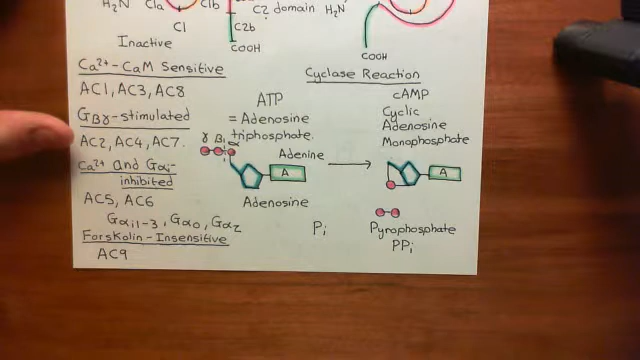 H₂N C1a C1b C2 domain H₂N
C1 C2b
Inactive COOH
COOH
Ca²⁺-CaM Sensitive
AC1, AC3, AC8
Gβγ-stimulated
AC2, AC4, AC7.
Ca²⁺ and Gαi-
inhibited
AC5, AC6
Gαi1-3, Gαo, Gαz
Forskolin-Insensitive
AC9
Cyclase Reaction
ATP
= Adenosine
triphosphate.
γ β α
Adenine
A
Adenosine
Pi
cAMP
Cyclic
Adenosine
Monophosphate
A
Pyrophosphate
PPi